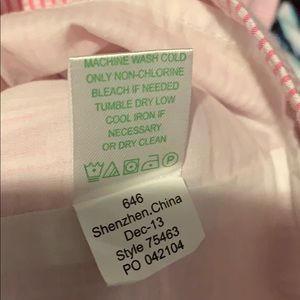 MACHINE WASH COLD
ONLY NON-CHLORINE
BLEACH IF NEEDED
TUMBLE DRY LOW
COOL IRON IF
NECESSARY
OR DRY CLEAN
646
Shenzhen.China
Dec-13
Style 75463
PO 042104